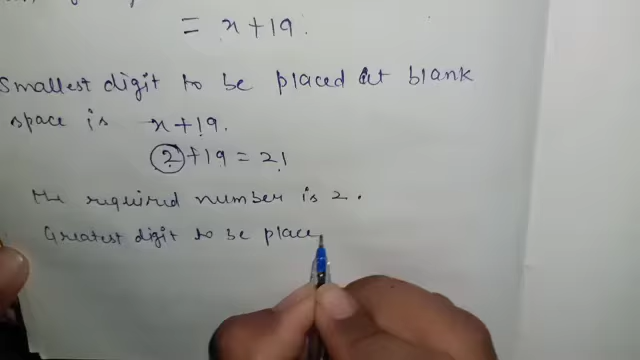 = x + 19.
Smallest digit to be placed at blank
space is x + 19.
2 + 19 = 21
The required number is 2.
Greatest digit to be place